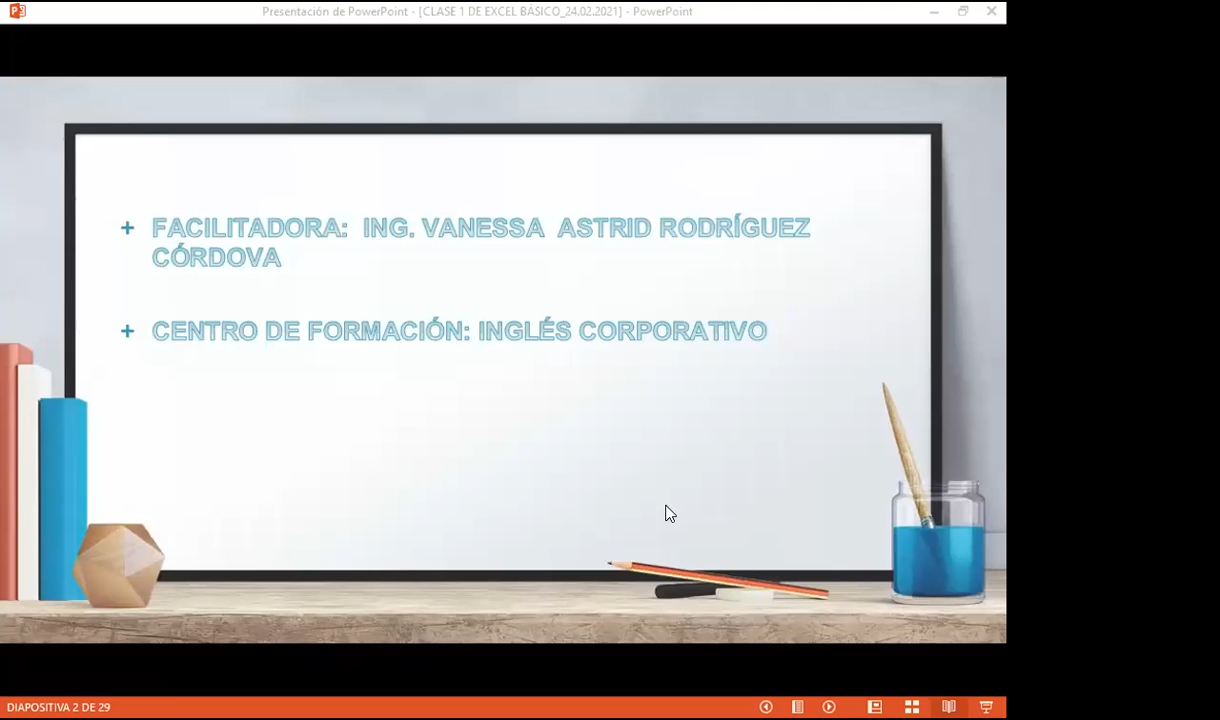 Presentación de PowerPoint - [CLASE 1 DE EXCEL BASICO_24.02.2021] - PowerPoint
+ FACILITADORA: ING. VANESSA ASTRID RODRÍGUEZ
CÓRDOVA
+ CENTRO DE FORMACIÓN: INGLÉS CORPORATIVO
DIAPOSITIVA 2 DE 29